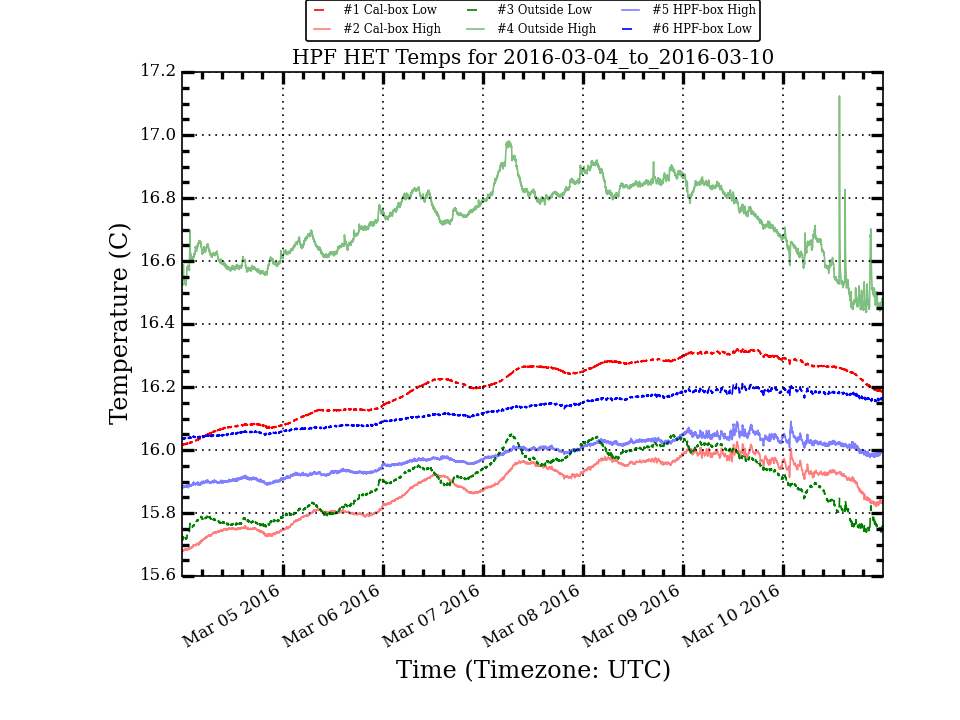 #1 Cal-box Low #3 Outside Low #5 HPF-box High
#2 Cal-box High #4 Outside High #6 HPF-box Low
HPF HET Temps for 2016-03-04_to_2016-03-10
17.2
17.0
16.8
16.6
16.4
16.2
16.0
15.8
15.6
Temperature (C)
Mar 05 2016 Mar 06 2016 Mar 07 2016 Mar 08 2016 Mar 09 2016 Mar 10 2016
Time (Timezone: UTC)